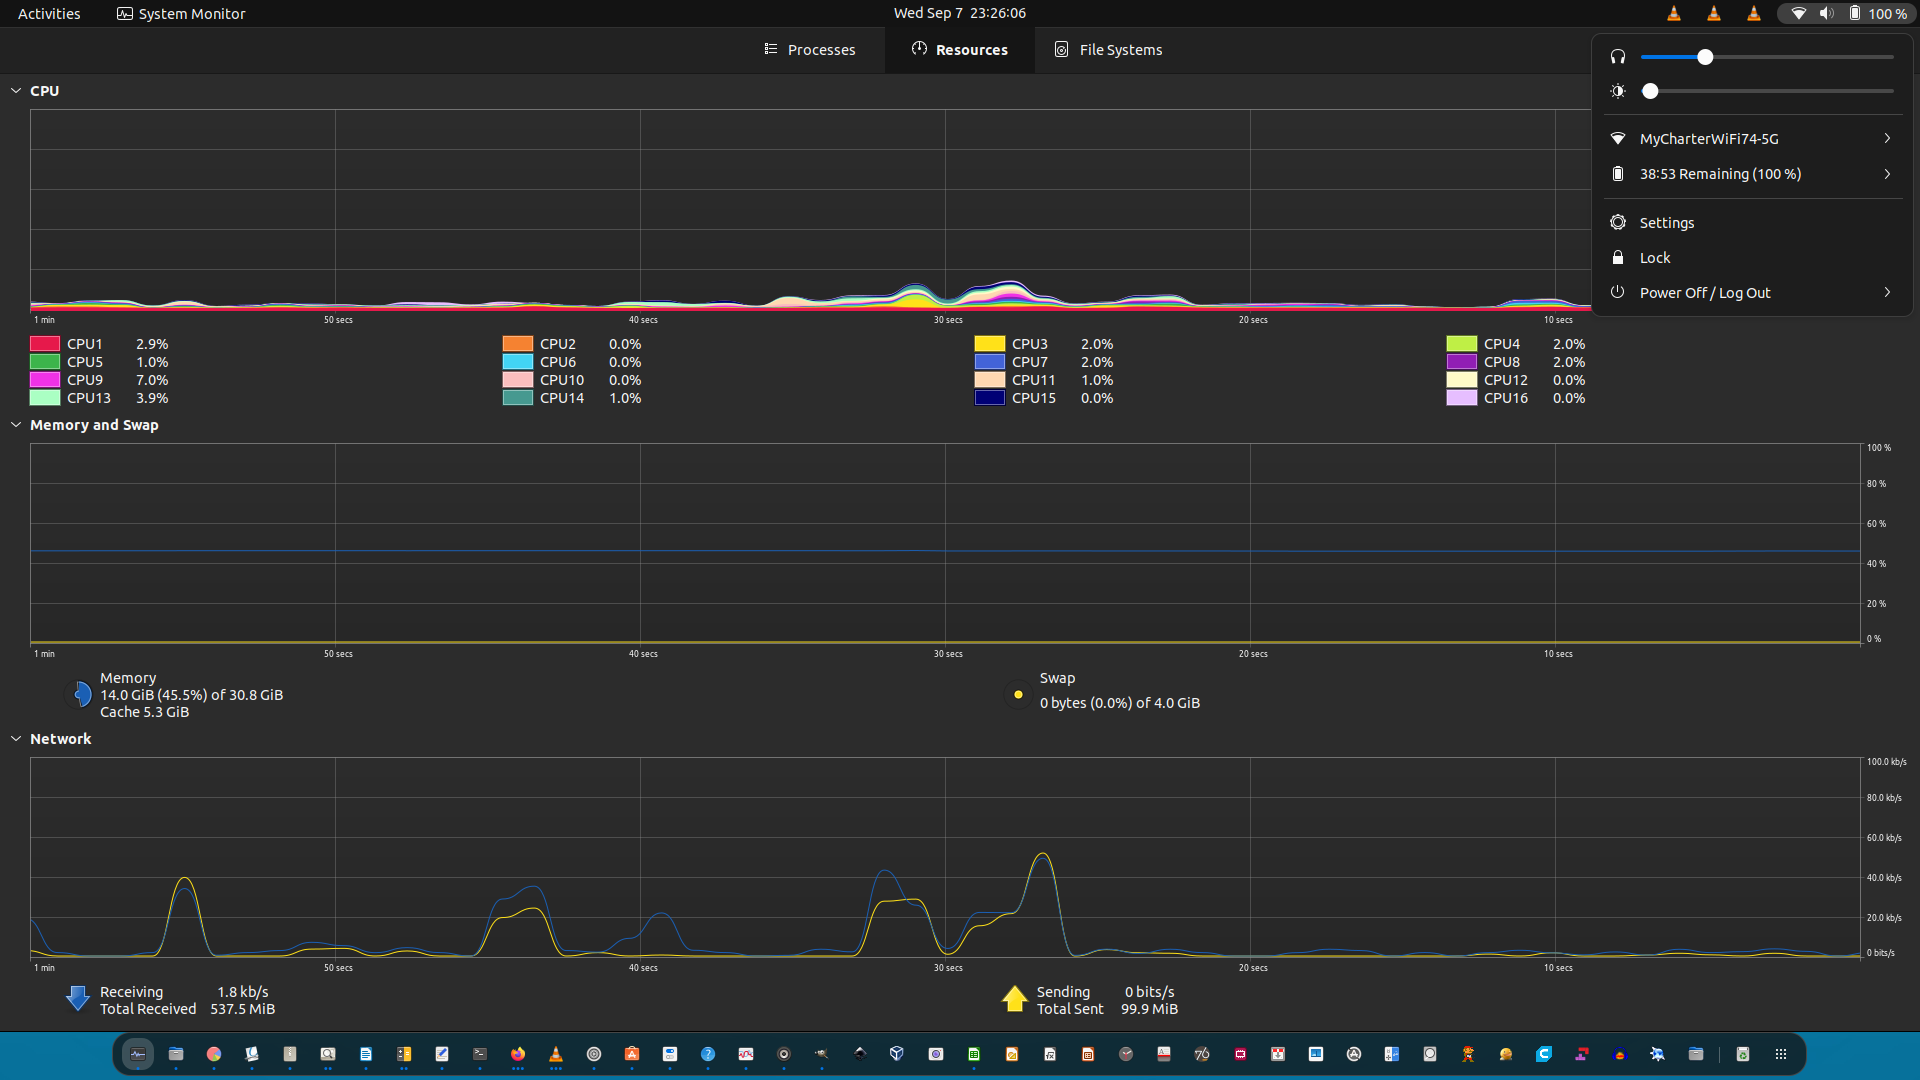 Activities
System Monitor
Wed Sep 7 23:26:06
100 %
Processes
Resources
File Systems
MyCharterWiFi74-5G
38:53 Remaining (100 %)
Settings
Lock
Power Off / Log Out
CPU
1 min
50 secs
40 secs
30 secs
20 secs
10 secs
CPU1 2.9%
CPU2 0.0%
CPU3 2.0%
CPU4 2.0%
CPU5 1.0%
CPU6 0.0%
CPU7 2.0%
CPU8 2.0%
CPU9 7.0%
CPU10 0.0%
CPU11 1.0%
CPU12 0.0%
CPU13 3.9%
CPU14 1.0%
CPU15 0.0%
CPU16 0.0%
Memory and Swap
100 %
80 %
60 %
40 %
20 %
0 %
1 min
50 secs
40 secs
30 secs
20 secs
10 secs
Memory
14.0 GiB (45.5%) of 30.8 GiB
Cache 5.3 GiB
Swap
0 bytes (0.0%) of 4.0 GiB
Network
100.0 kb/s
80.0 kb/s
60.0 kb/s
40.0 kb/s
20.0 kb/s
0 bits/s
1 min
50 secs
40 secs
30 secs
20 secs
10 secs
Receiving 1.8 kb/s
Total Received 537.5 MiB
Sending 0 bits/s
Total Sent 99.9 MiB
76